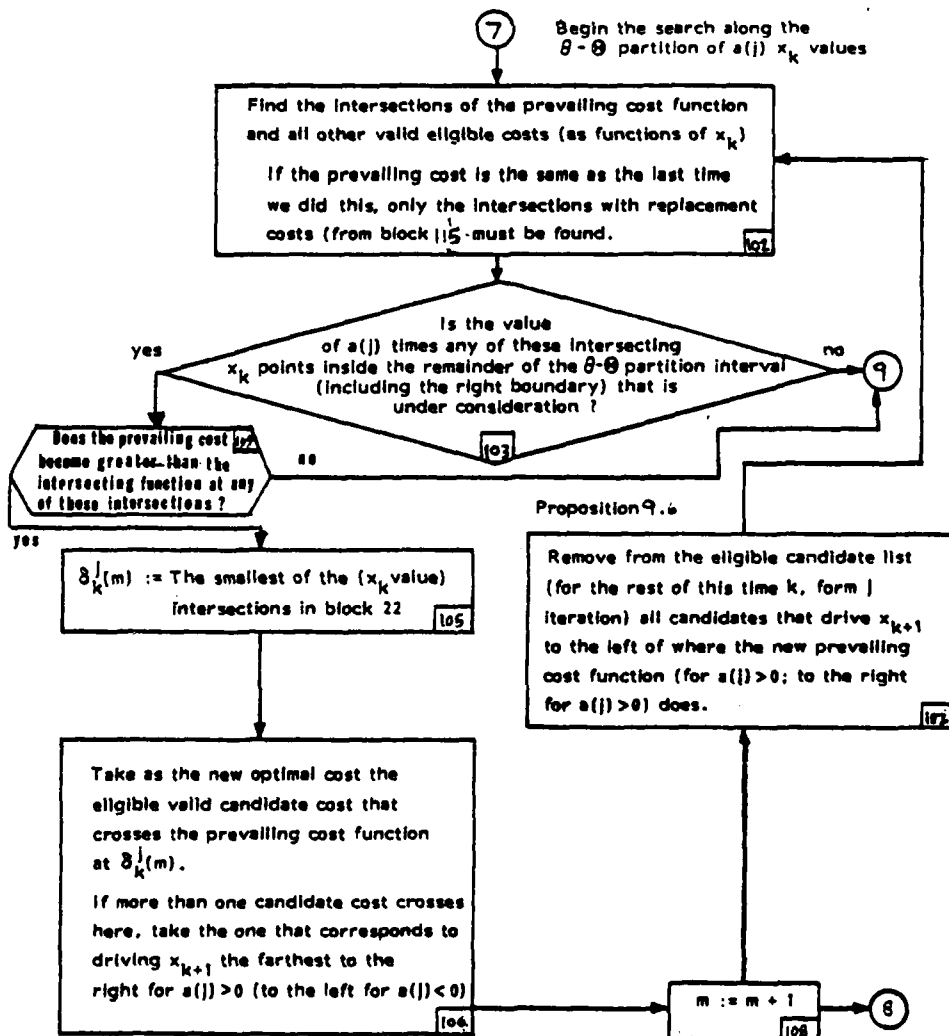 7
Begin the search along the
θ-Θ partition of a(j) x_k values
Find the intersections of the prevailing cost function
and all other valid eligible costs (as functions of x_k)
If the prevailing cost is the same as the last time
we did this, only the intersections with replacement
costs (from block 115 must be found.
102
Is the value
of a(j) times any of these intersecting
x_k points inside the remainder of the θ-Θ partition interval
(including the right boundary) that is
under consideration ?
103
yes
no
9
Does the prevailing cost
become greater than the
intersecting function at any
of these intersections ?
no
yes
δ_k^j(m) := The smallest of the (x_k value)
intersections in block 22
105
Proposition 9.6
Remove from the eligible candidate list
(for the rest of this time k, form j
iteration) all candidates that drive x_{k+1}
to the left of where the new prevailing
cost function (for a(j)>0; to the right
for a(j)>0) does.
Take as the new optimal cost the
eligible valid candidate cost that
crosses the prevailing cost function
at δ_k^j(m).
If more than one candidate cost crosses
here, take the one that corresponds to
driving x_{k+1} the farthest to the
right for a(j)>0 (to the left for a(j)<0)
106
m := m + 1
108
8